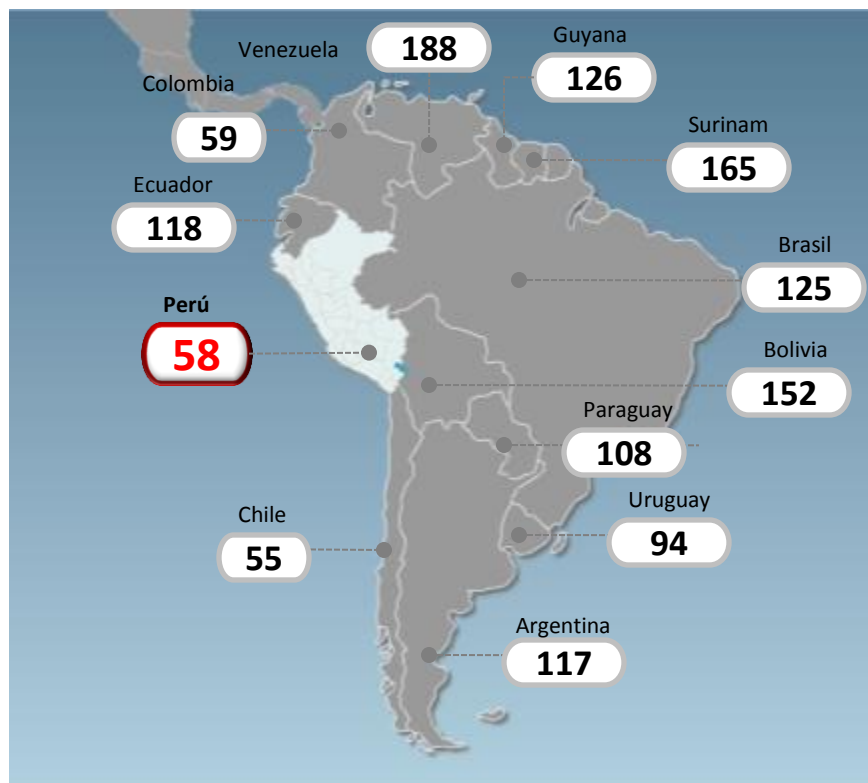 Venezuela
188
Guyana
126
Colombia
59
Surinam
165
Ecuador
118
Brasil
125
Perú
58
Bolivia
152
Paraguay
108
Chile
55
Uruguay
94
Argentina
117